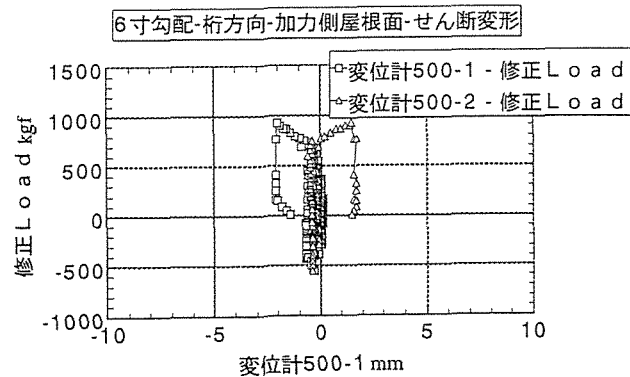 6寸勾配-桁方向-加力側屋根面-せん断変形
変位計500-1 - 修正Ｌｏａｄ
変位計500-2 - 修正Ｌｏａｄ
修正Ｌｏａｄ kgf
1500
1000
500
0
-500
-1000
-10
-5
0
5
10
変位計500-1 mm